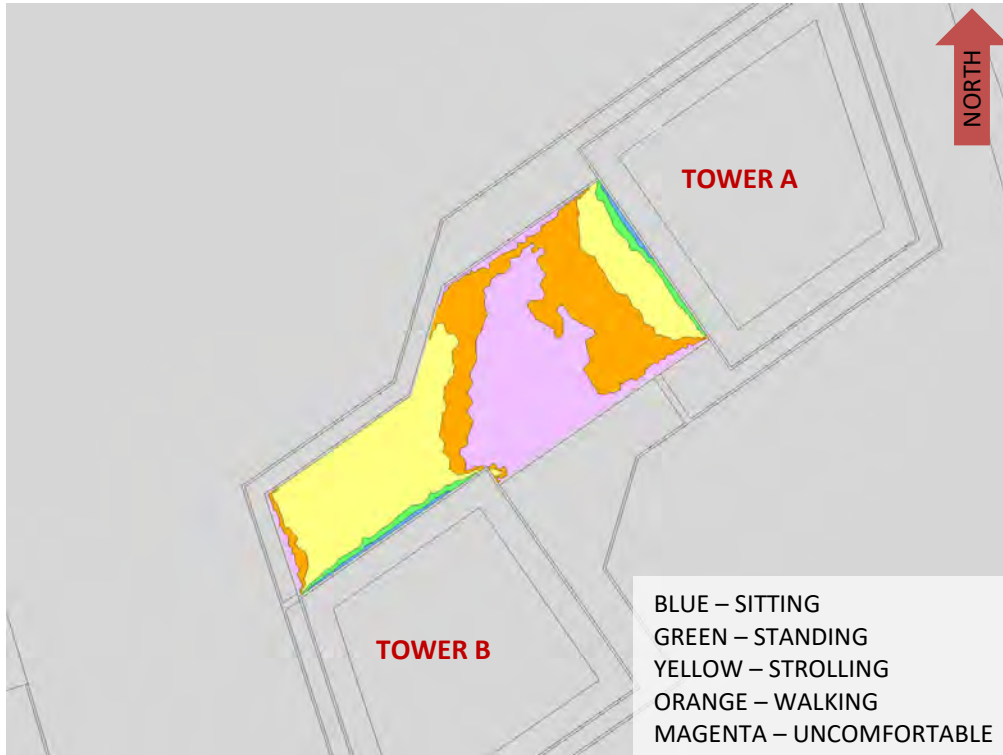 NORTH
TOWER A
TOWER B
BLUE – SITTING
GREEN – STANDING
YELLOW – STROLLING
ORANGE – WALKING
MAGENTA – UNCOMFORTABLE